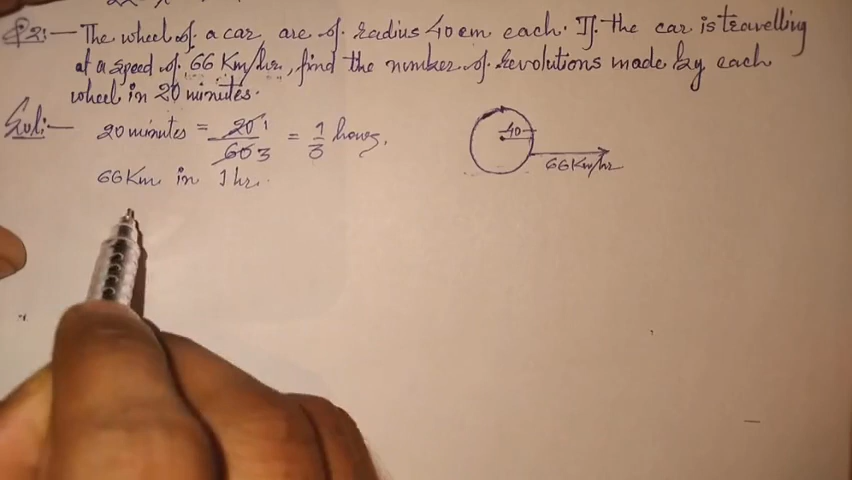 Q2:- The wheel of a car are of radius 40 cm each. If the car is travelling
at a speed of 66 Km/hr, find the number of revolutions made by each
wheel in 20 minutes.
Sol:- 20 minutes = 20 1 / 60 3 = 1/3 hours,
40
66 Km/hr
66 Km in 1 hr.